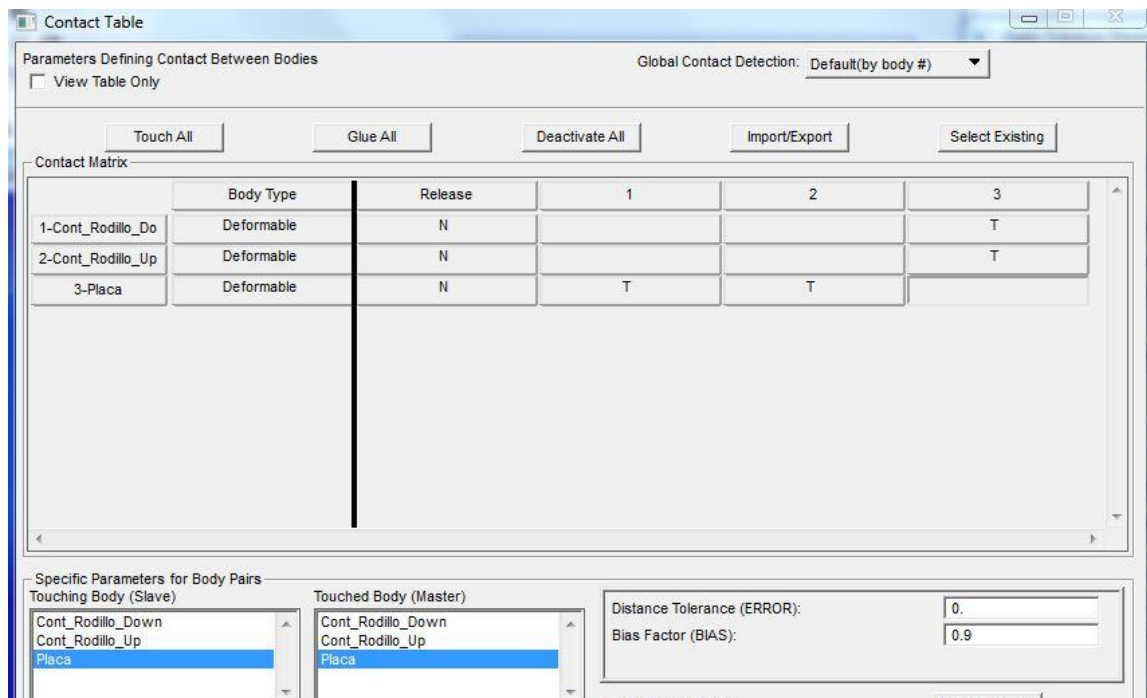 Contact Table
Parameters Defining Contact Between Bodies
Global Contact Detection: Default(by body #)
View Table Only
Touch All Glue All Deactivate All Import/Export Select Existing
Contact Matrix
Body Type Release 1 2 3
1-Cont_Rodillo_Do Deformable N T
2-Cont_Rodillo_Up Deformable N T
3-Placa Deformable N T T
Specific Parameters for Body Pairs
Touching Body (Slave) Touched Body (Master)
Distance Tolerance (ERROR): 0.
Cont_Rodillo_Down Cont_Rodillo_Down
Bias Factor (BIAS): 0.9
Cont_Rodillo_Up Cont_Rodillo_Up
Placa Placa